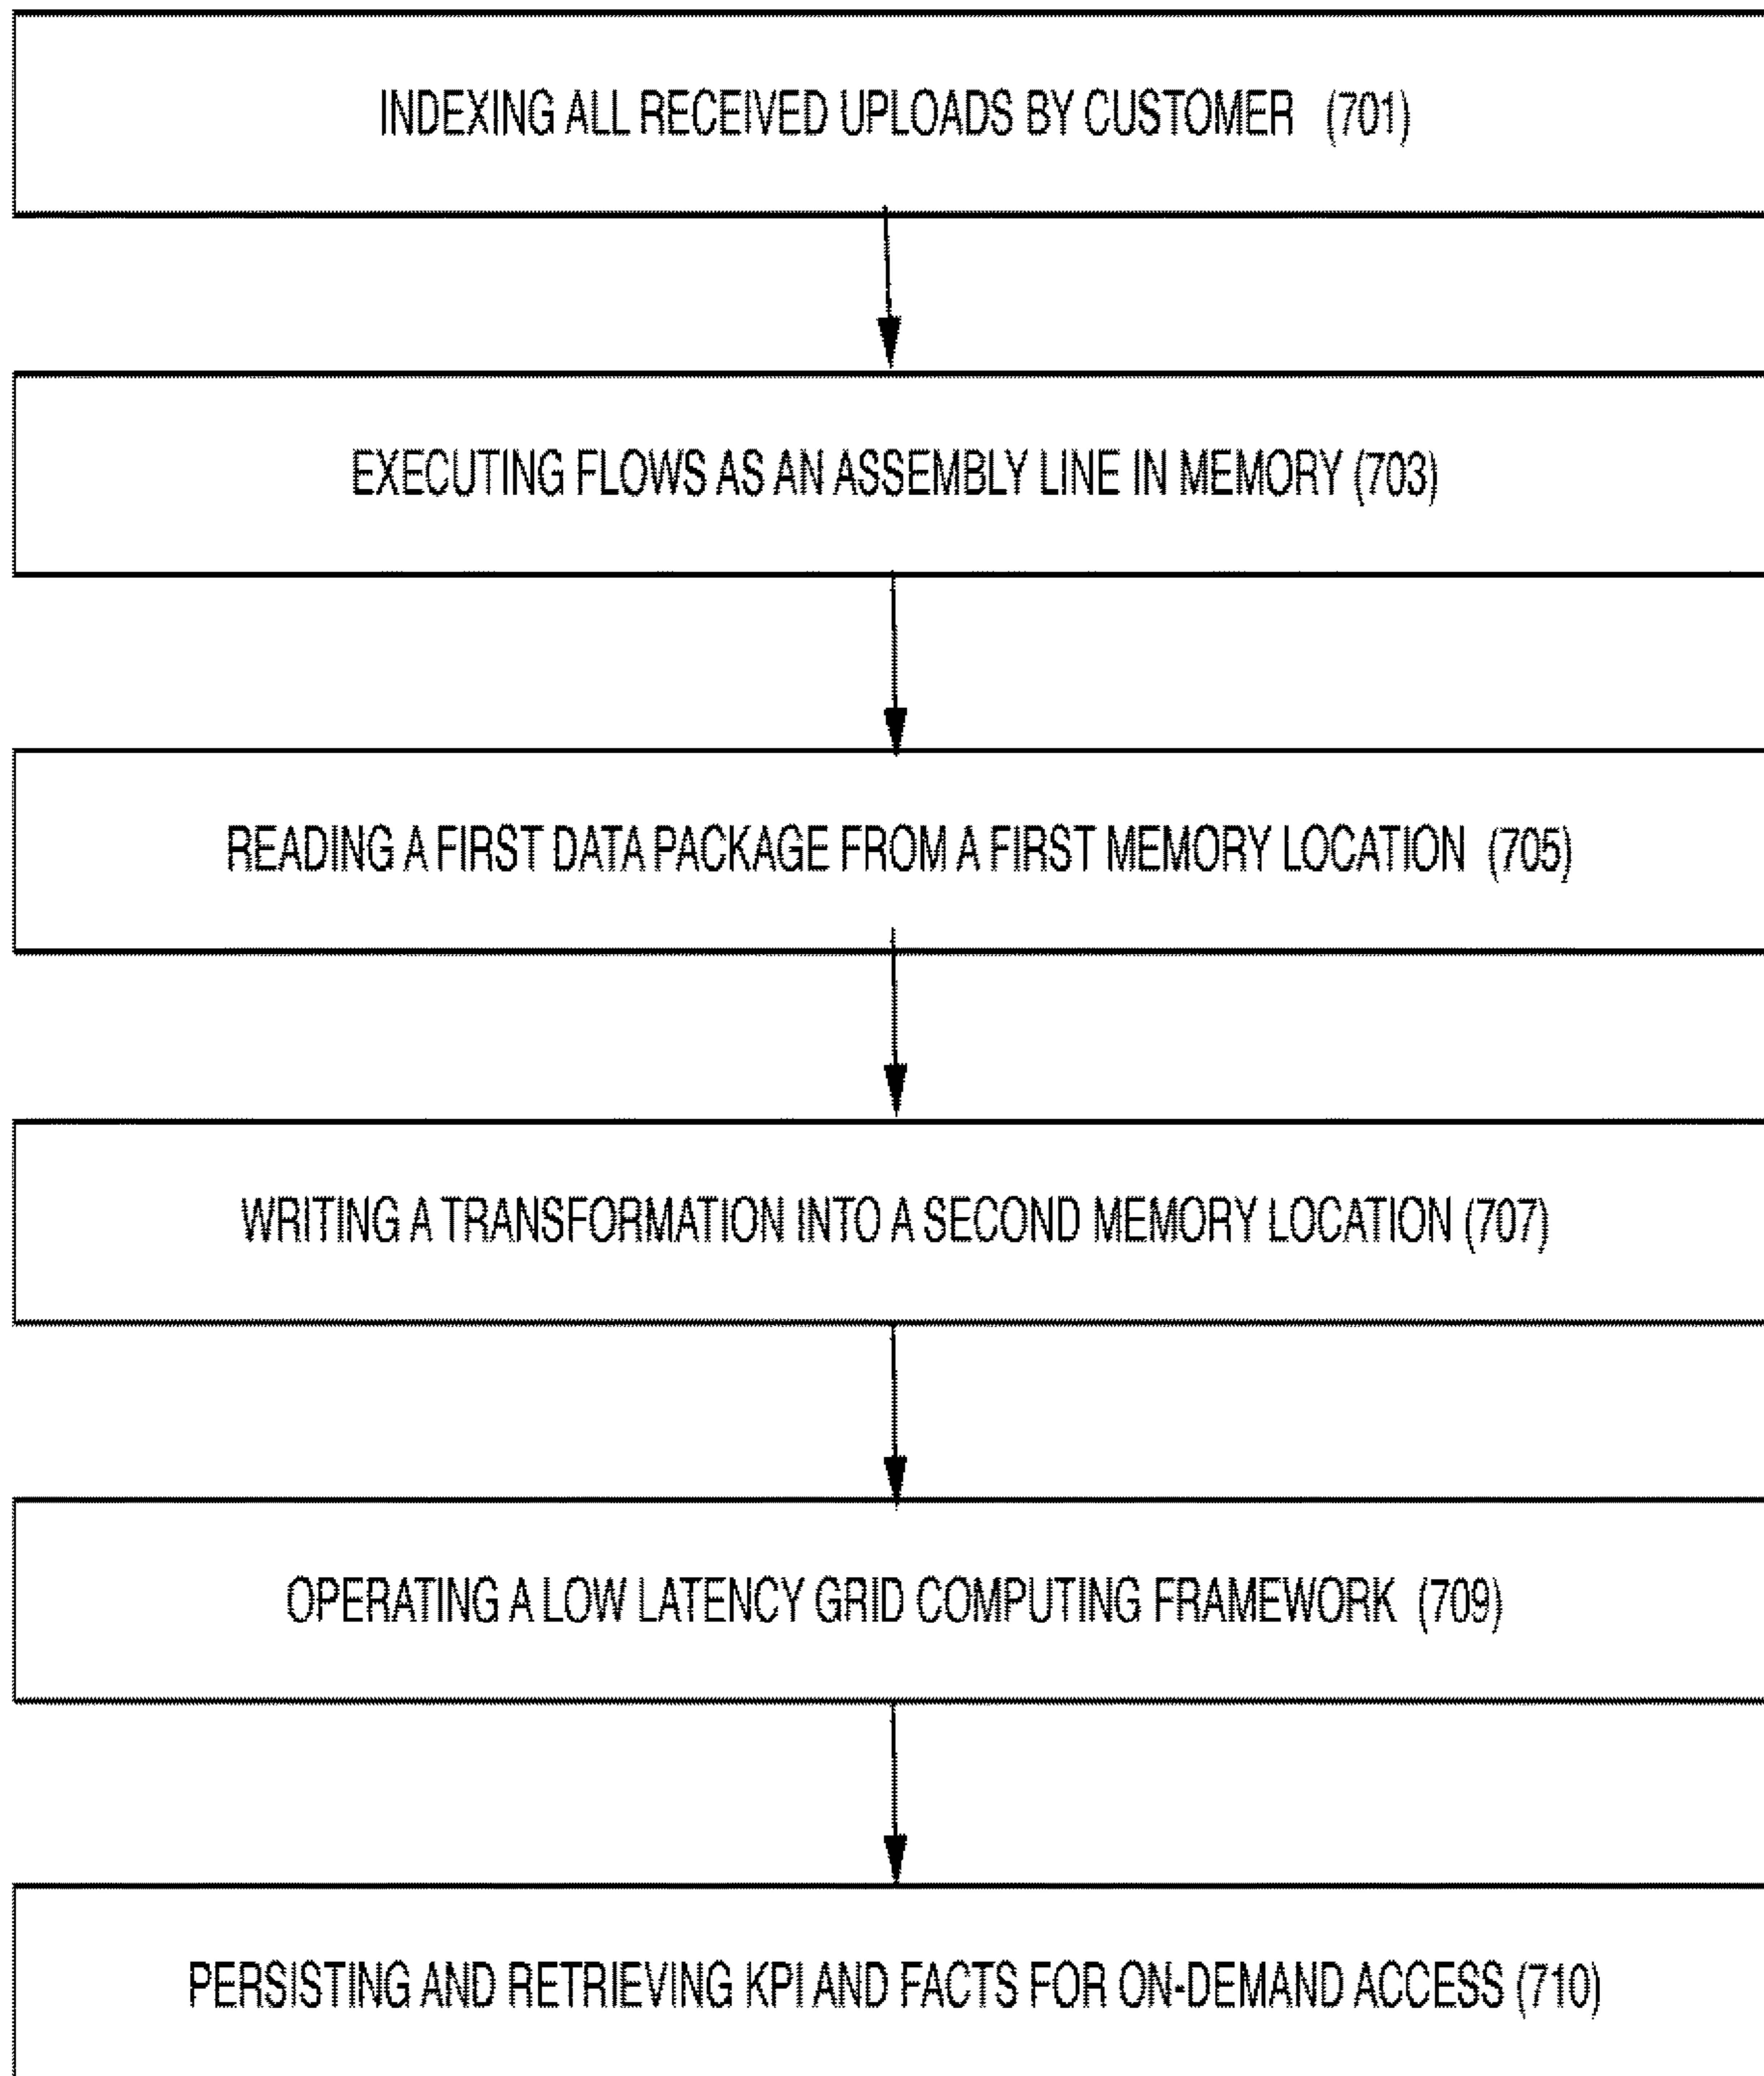 INDEXING ALL RECEIVED UPLOADS BY CUSTOMER (701)
EXECUTING FLOWS AS AN ASSEMBLY LINE IN MEMORY (703)
READING A FIRST DATA PACKAGE FROM A FIRST MEMORY LOCATION (705)
WRITING A TRANSFORMATION INTO A SECOND MEMORY LOCATION (707)
OPERATING A LOW LATENCY GRID COMPUTING FRAMEWORK (709)
PERSISTING AND RETRIEVING KPI AND FACTS FOR ON-DEMAND ACCESS (710)